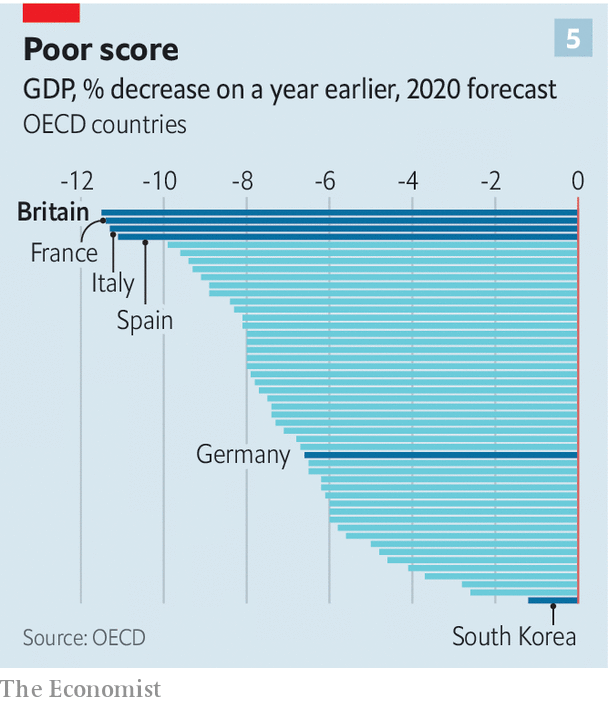 Poor score
5
GDP, % decrease on a year earlier, 2020 forecast
OECD countries
-12 -10 -8 -6 -4 -2 0
Britain
France
Italy
Spain
Germany
South Korea
Source: OECD
The Economist